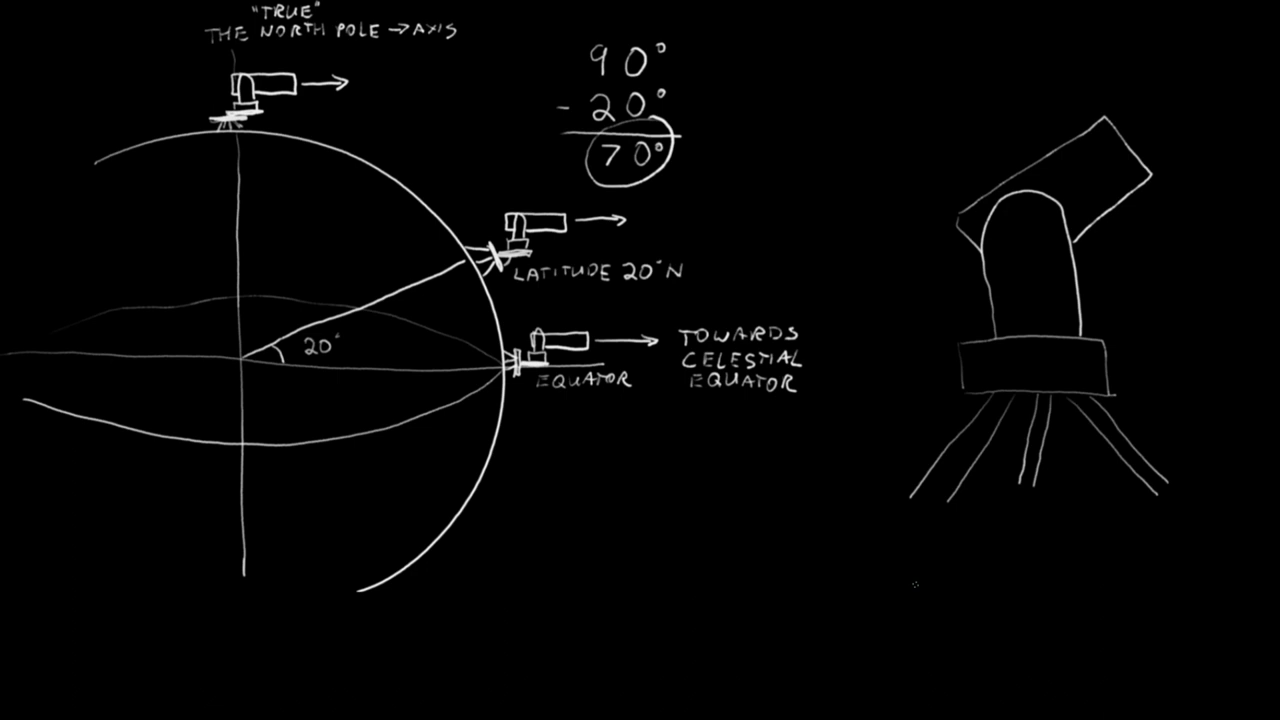 "TRUE"
THE NORTH POLE → AXIS
90°
- 20°
70°
LATITUDE 20°N
20°
EQUATOR
TOWARDS
CELESTIAL
EQUATOR